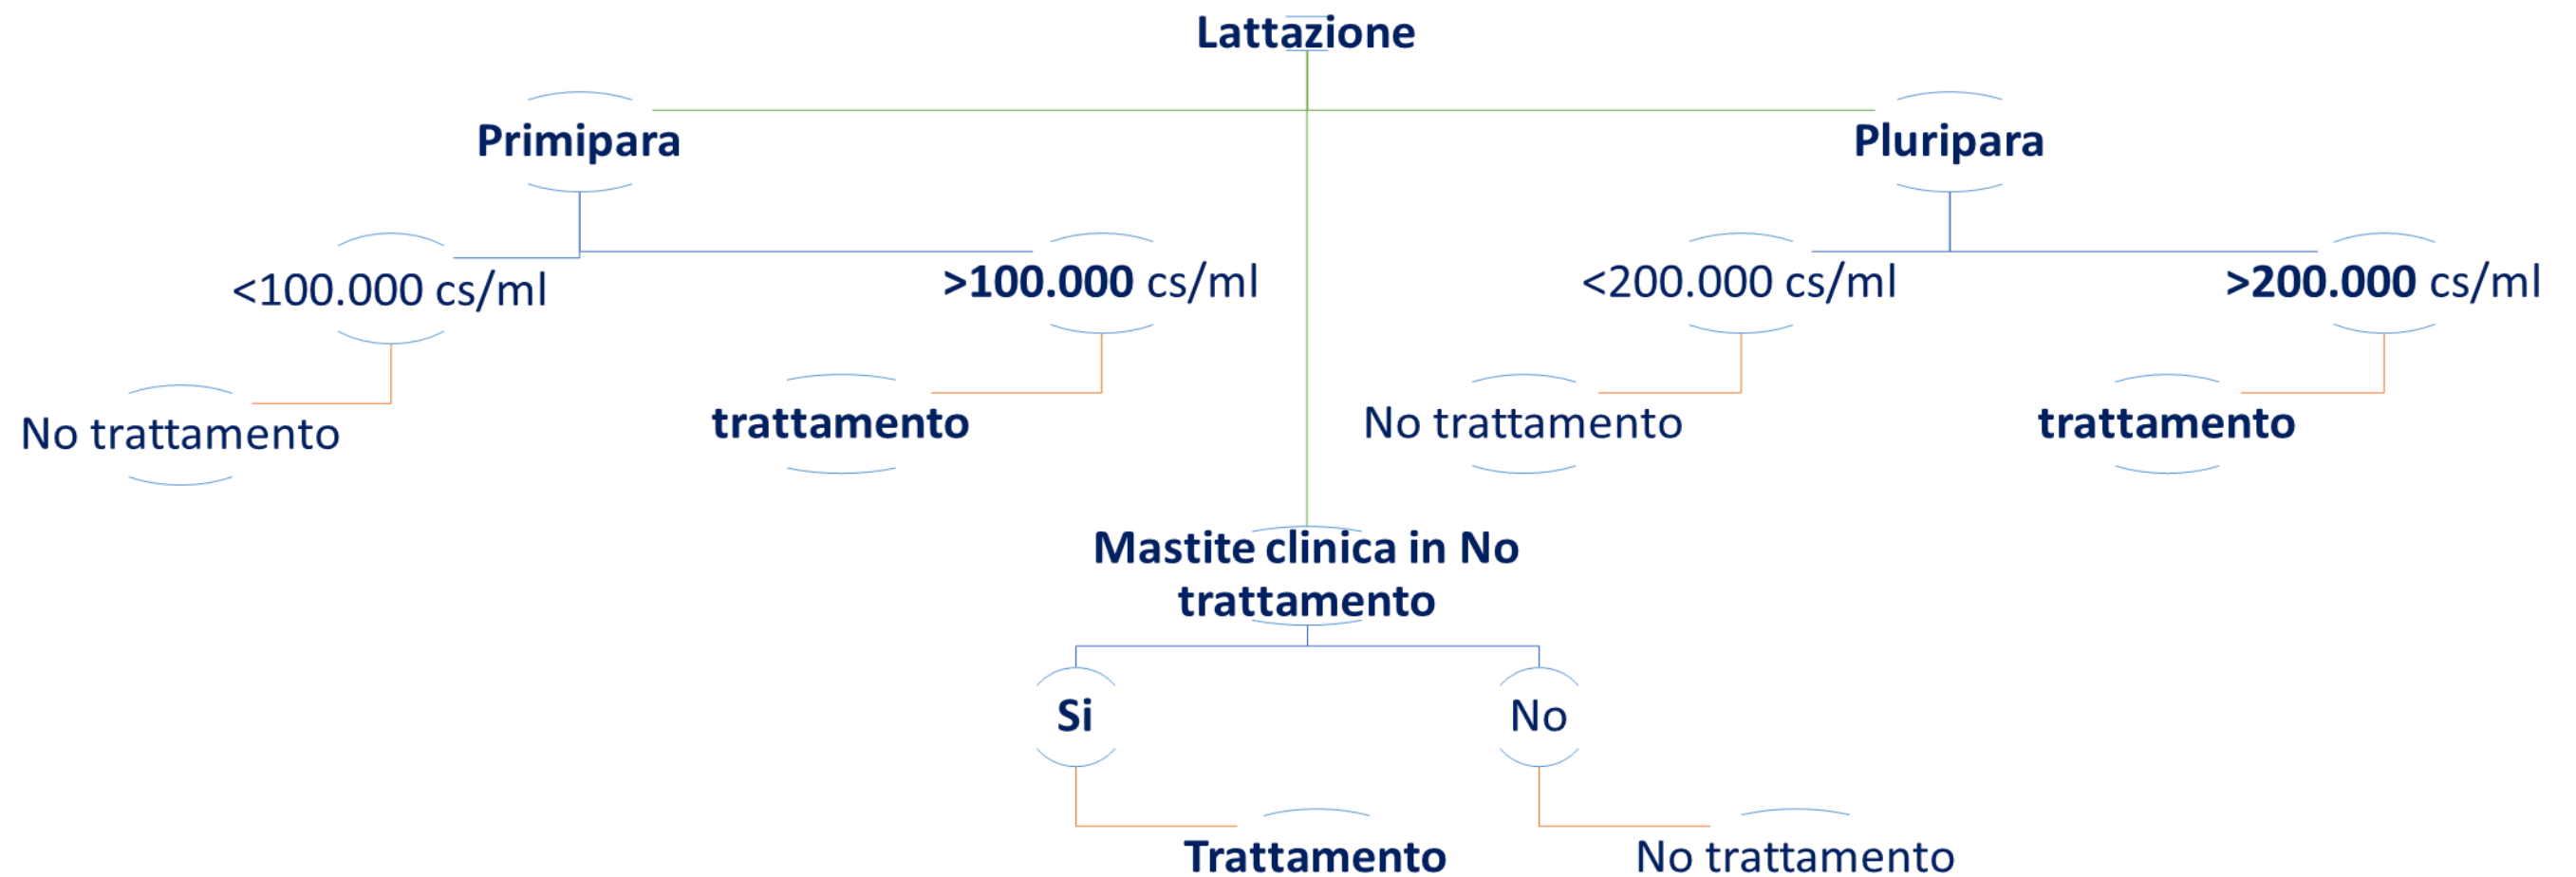 Lattazione
Primipara
Pluripara
<100.000 cs/ml
>100.000 cs/ml
<200.000 cs/ml
>200.000 cs/ml
No trattamento
trattamento
No trattamento
trattamento
Mastite clinica in No
trattamento
Si
No
Trattamento
No trattamento